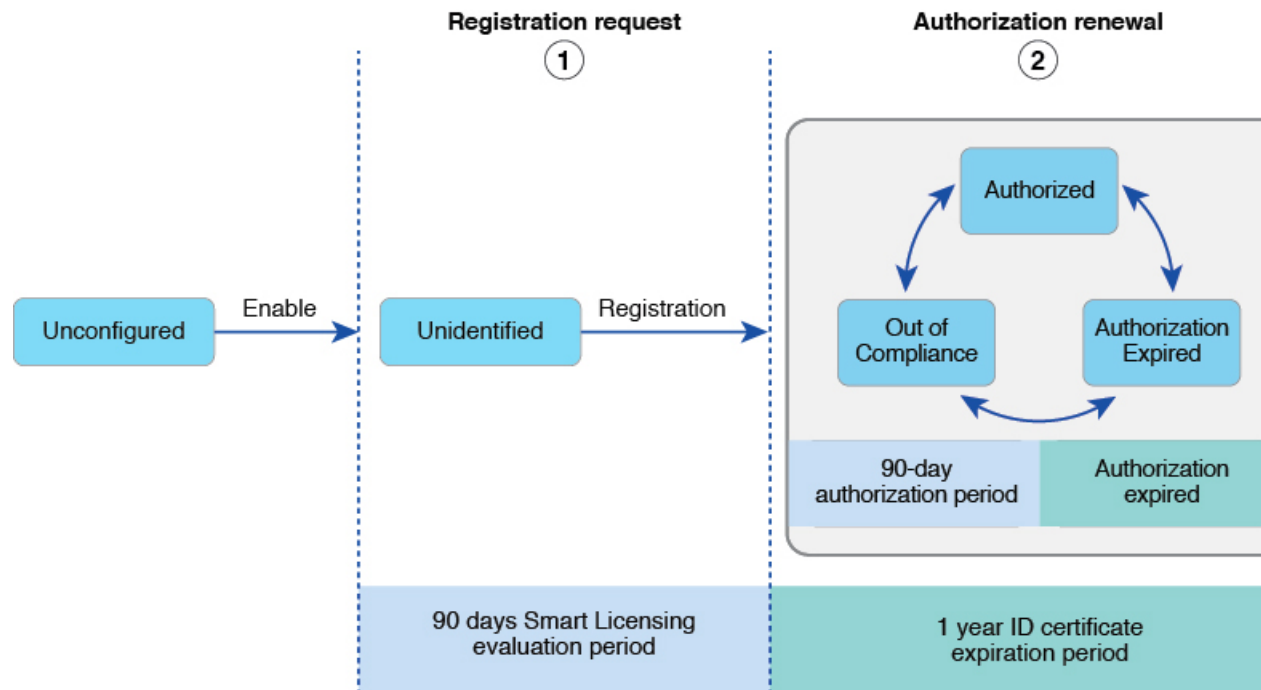 Registration request
Authorization renewal
1
2
Authorized
Enable
Registration
Unconfigured
Unidentified
Out of
Compliance
Authorization
Expired
90-day
authorization period
Authorization
expired
90 days Smart Licensing
evaluation period
1 year ID certificate
expiration period